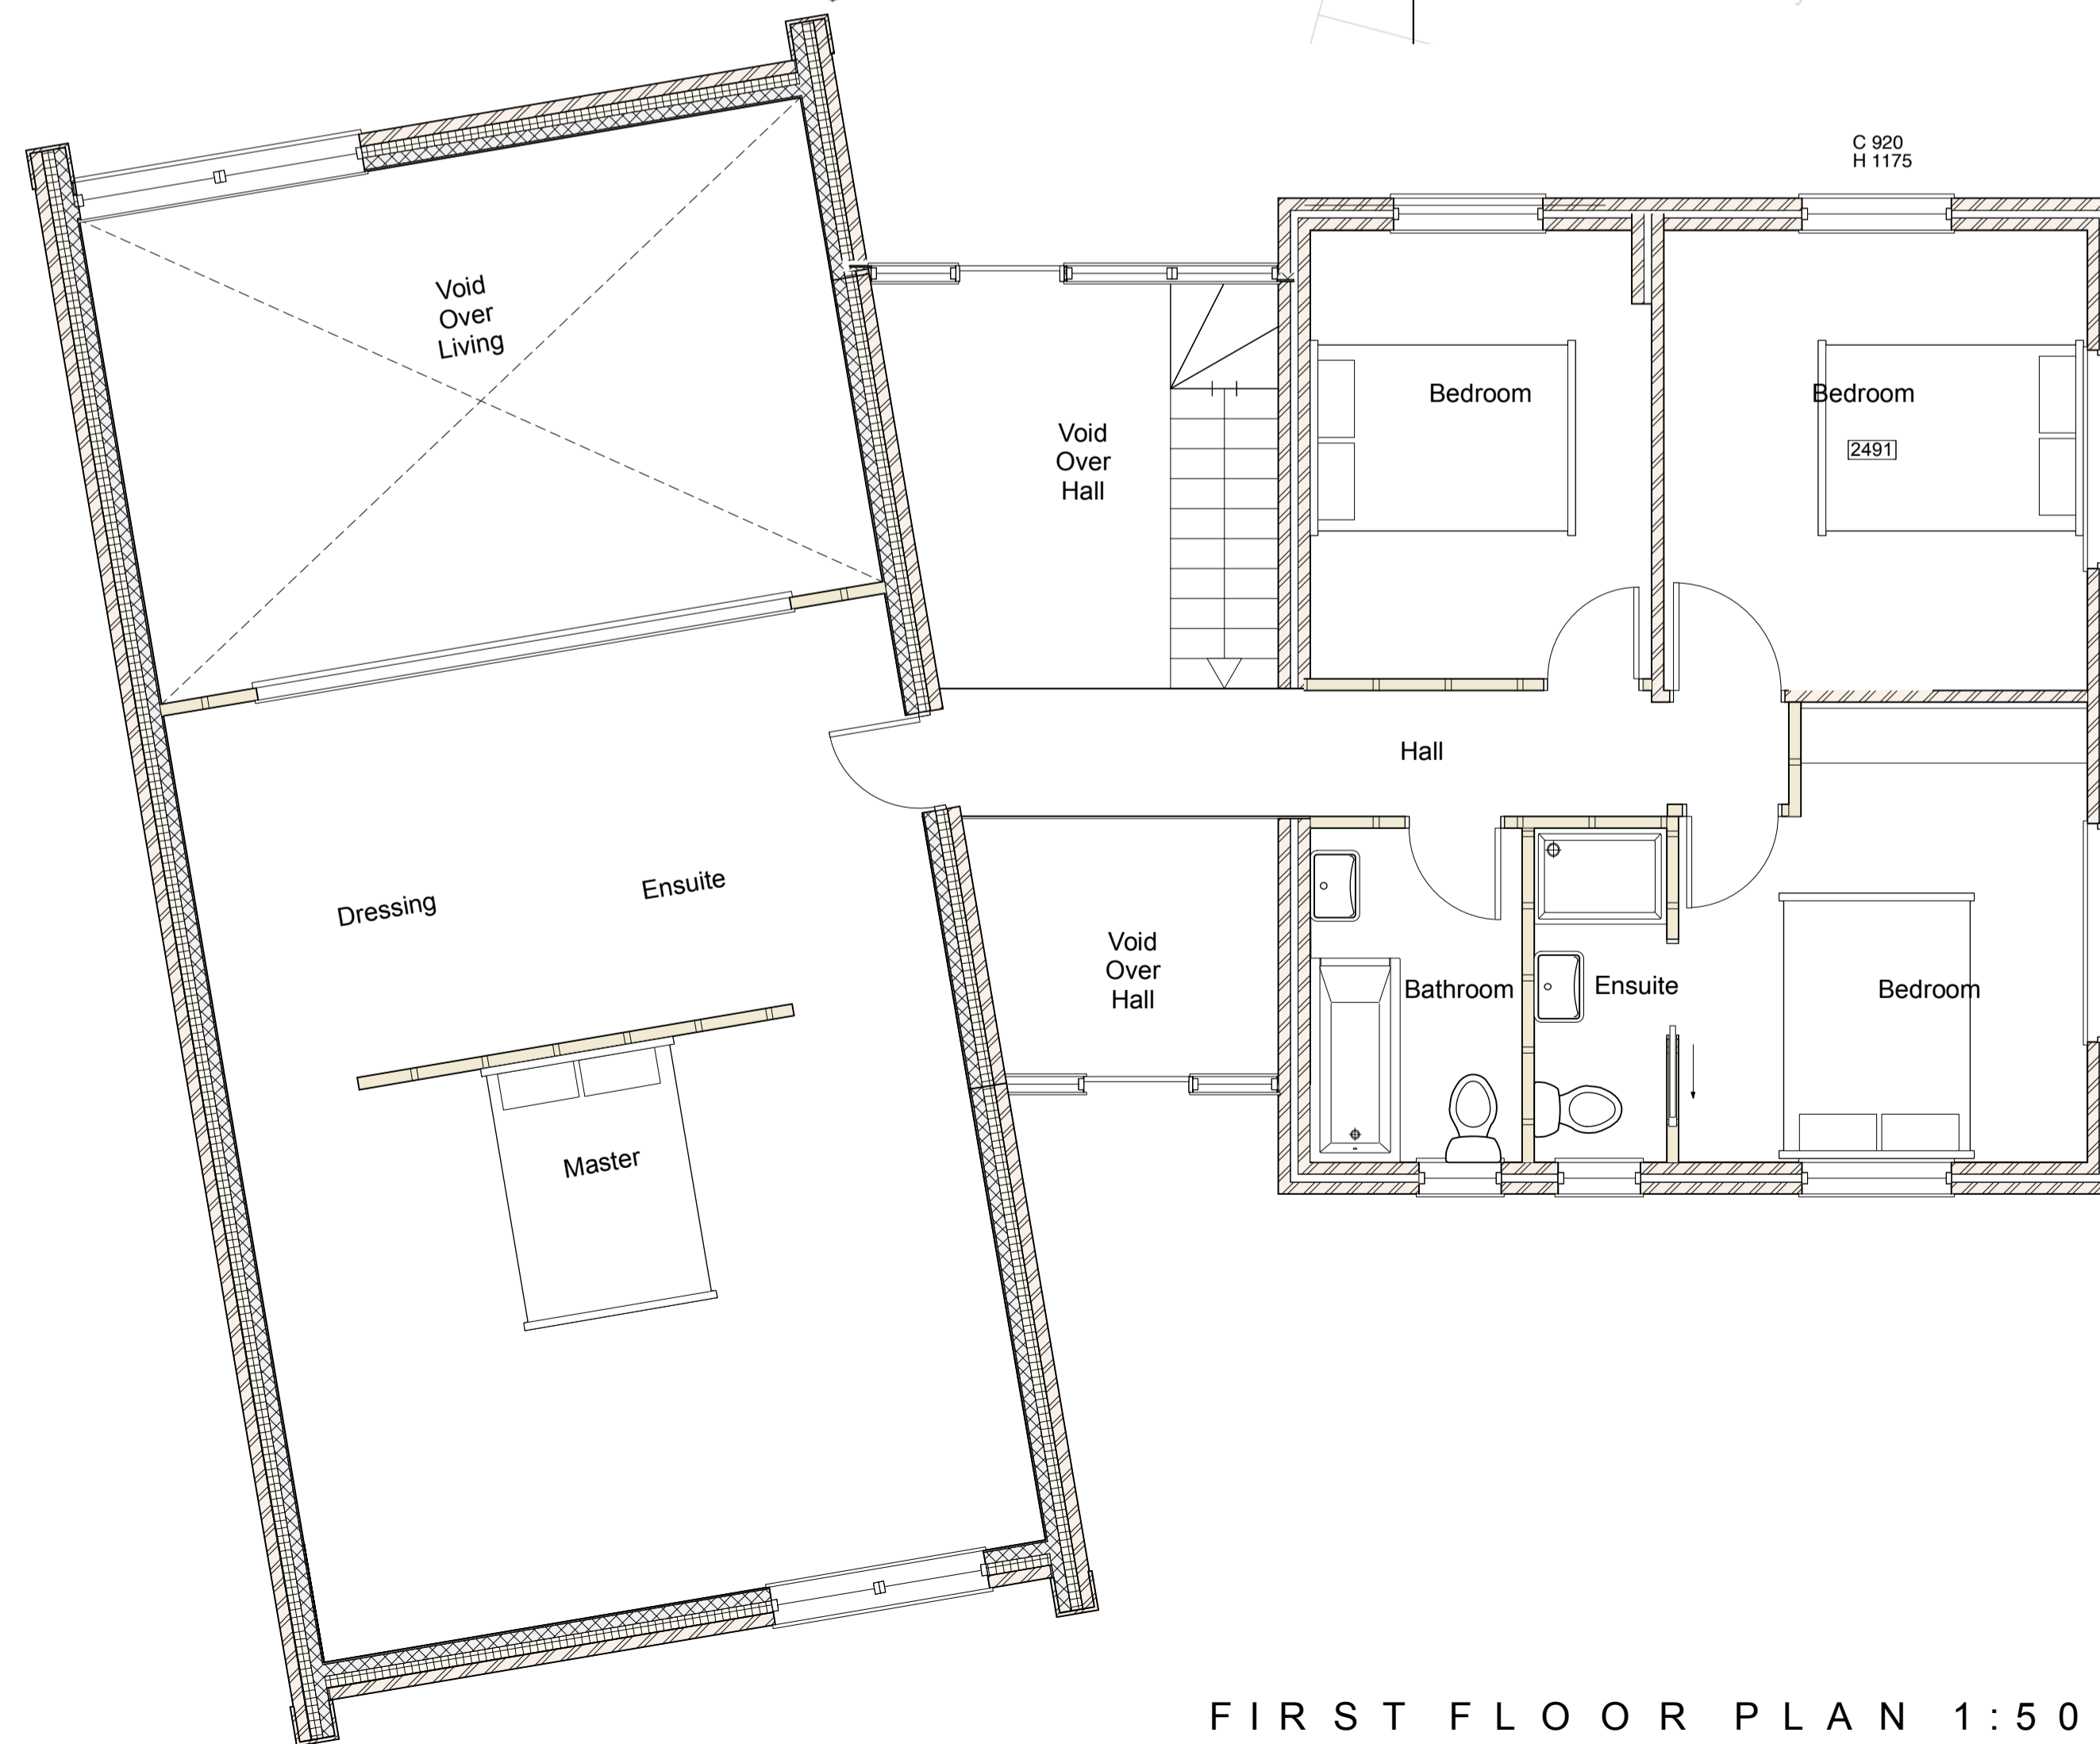 C 920
H 1175
Void
Over
Living
Void
Over
Hall
Bedroom
Bedroom
2491
Hall
Dressing
Ensuite
Void
Over
Hall
Bathroom
Ensuite
Bedroom
Master
FIRST FLOOR PLAN 1:50